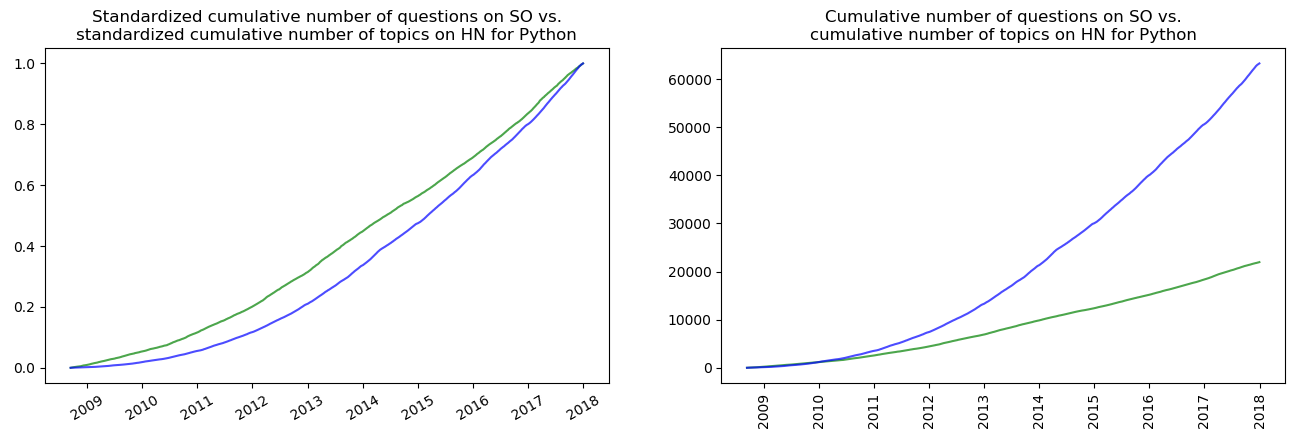 Standardized cumulative number of questions on SO vs.
standardized cumulative number of topics on HN for Python
1.0
0.8
0.6
0.4
0.2
0.0
2009 2010 2011 2012 2013 2014 2015 2016 2017 2018
Cumulative number of questions on SO vs.
cumulative number of topics on HN for Python
60000
50000
40000
30000
20000
10000
0
2009 2010 2011 2012 2013 2014 2015 2016 2017 2018